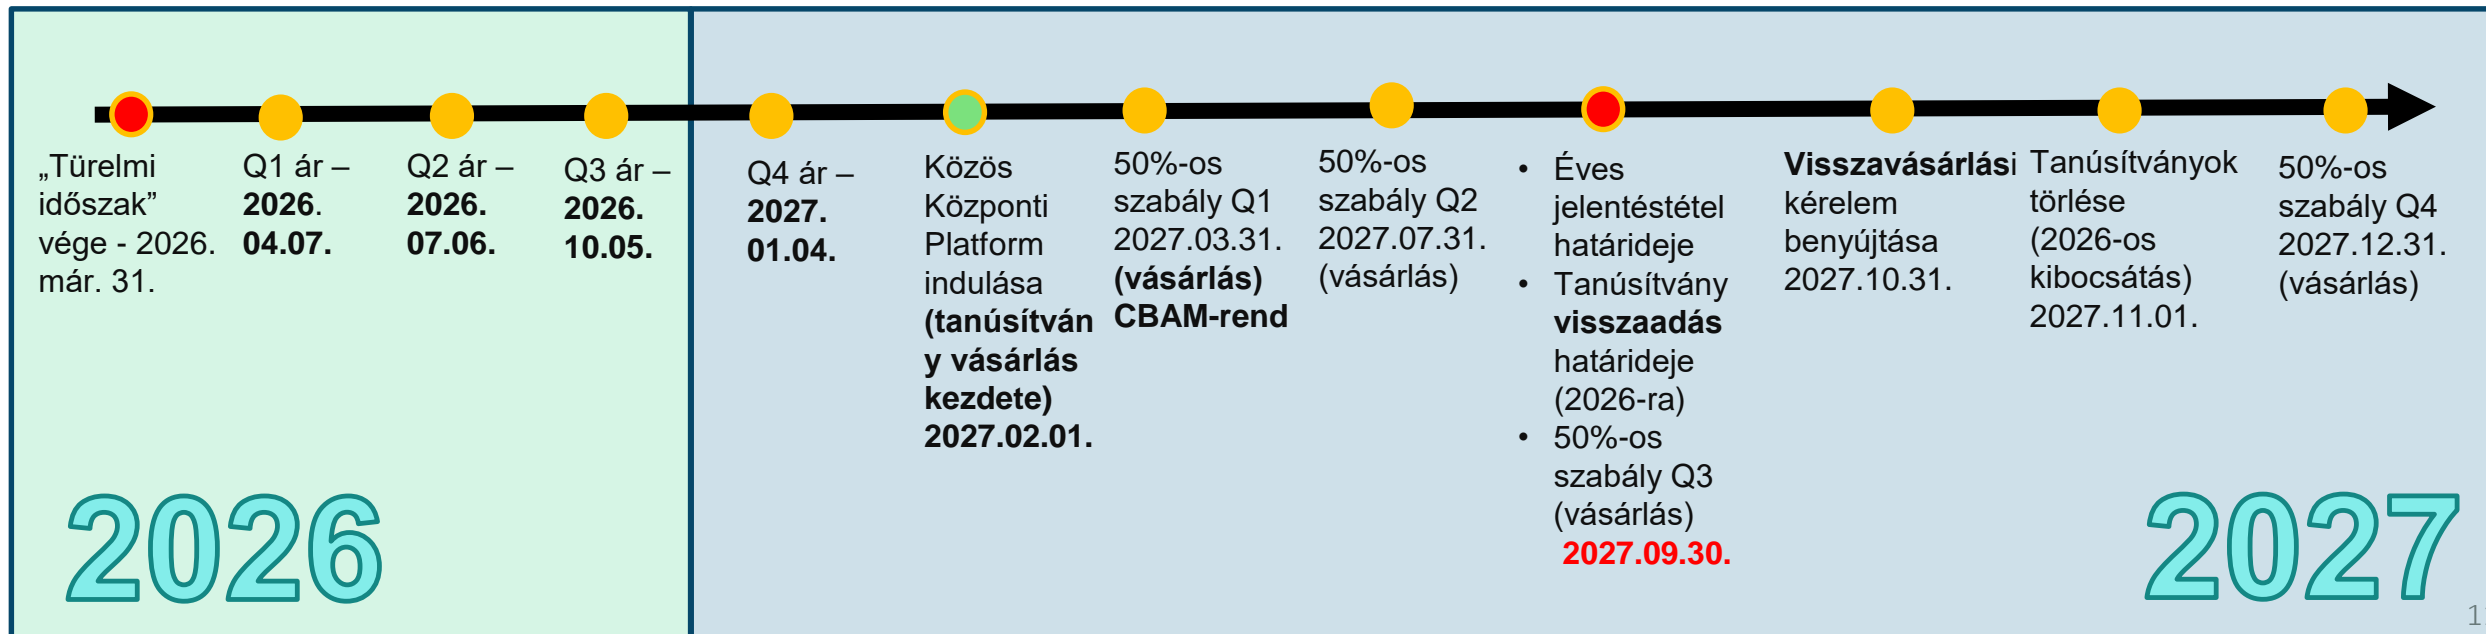 „Türelmi
időszak”
vége - 2026.
már. 31.
Q1 ár –
2026.
04.07.
Q2 ár –
2026.
07.06.
Q3 ár –
2026.
10.05.
Q4 ár –
2027.
01.04.
Közös
Központi
Platform
indulása
(tanúsítván
y vásárlás
kezdete)
2027.02.01.
50%-os
szabály Q1
2027.03.31.
(vásárlás)
CBAM-rend
50%-os
szabály Q2
2027.07.31.
(vásárlás)
• Éves
jelentéstétel
határideje
• Tanúsítvány
visszaadás
határideje
(2026-ra)
• 50%-os
szabály Q3
(vásárlás)
2027.09.30.
Visszavásárlási
kérelem
benyújtása
2027.10.31.
Tanúsítványok
törlése
(2026-os
kibocsátás)
2027.11.01.
50%-os
szabály Q4
2027.12.31.
(vásárlás)
2026
2027